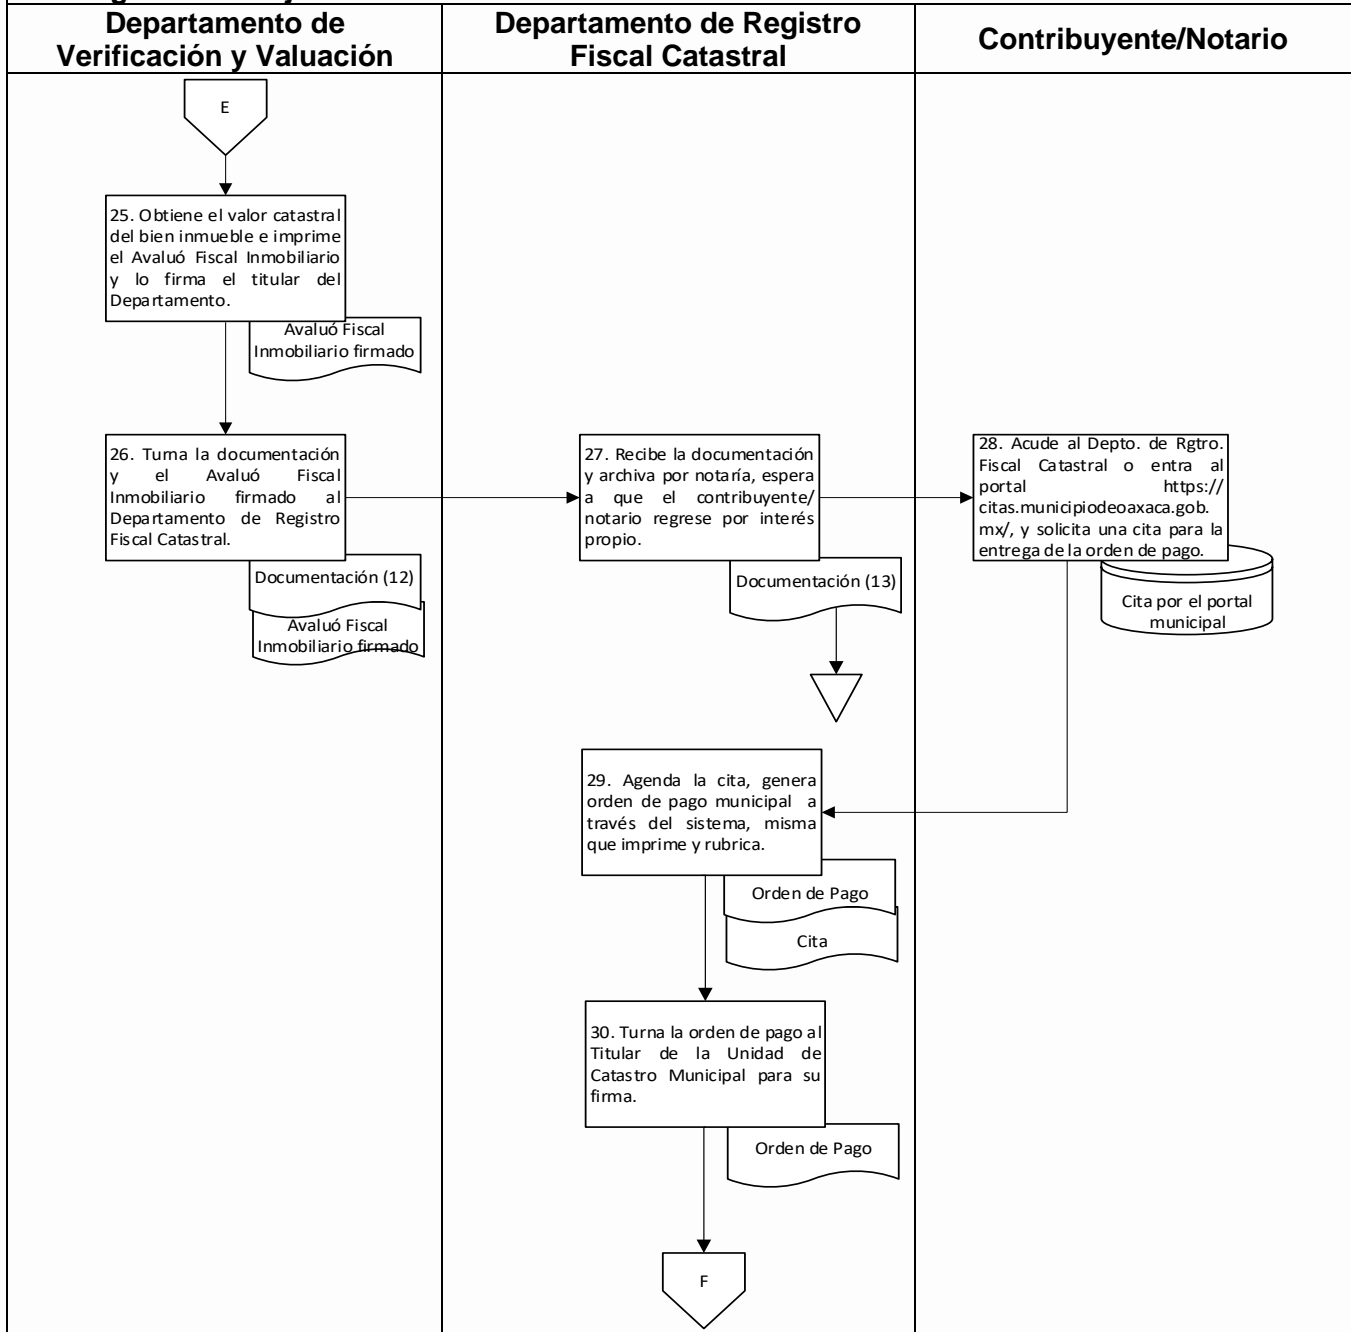 Departamento de
Verificación y Valuación
Departamento de Registro
Fiscal Catastral
Contribuyente/Notario
E
25. Obtiene el valor catastral
del bien inmueble e imprime
el Avaluó Fiscal Inmobiliario
y lo firma el titular del
Departamento.
Avaluó Fiscal
Inmobiliario firmado
26. Turna la documentación
y el Avaluó Fiscal
Inmobiliario firmado al
Departamento de Registro
Fiscal Catastral.
Documentación (12)
Avaluó Fiscal
Inmobiliario firmado
27. Recibe la documentación
y archiva por notaría, espera
a que el contribuyente/
notario regrese por interés
propio.
Documentación (13)
28. Acude al Depto. de Rgtro.
Fiscal Catastral o entra al
portal https://
citas.municipiodeoaxaca.gob.
mx/, y solicita una cita para la
entrega de la orden de pago.
Cita por el portal
municipal
29. Agenda la cita, genera
orden de pago municipal a
través del sistema, misma
que imprime y rubrica.
Orden de Pago
Cita
30. Turna la orden de pago al
Titular de la Unidad de
Catastro Municipal para su
firma.
Orden de Pago
F